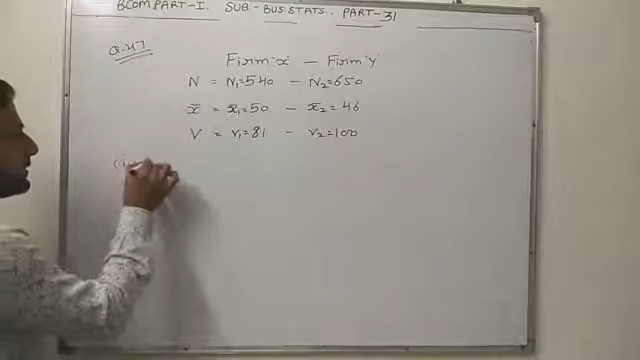 BCOM PART-I. SUB-BUS STATS. PART-31
Q.47
Firm X — Firm Y
N = N₁=540 — N₂=650
x̄ = x̄₁=50 — x̄₂=46
V = V₁=81 — V₂=100